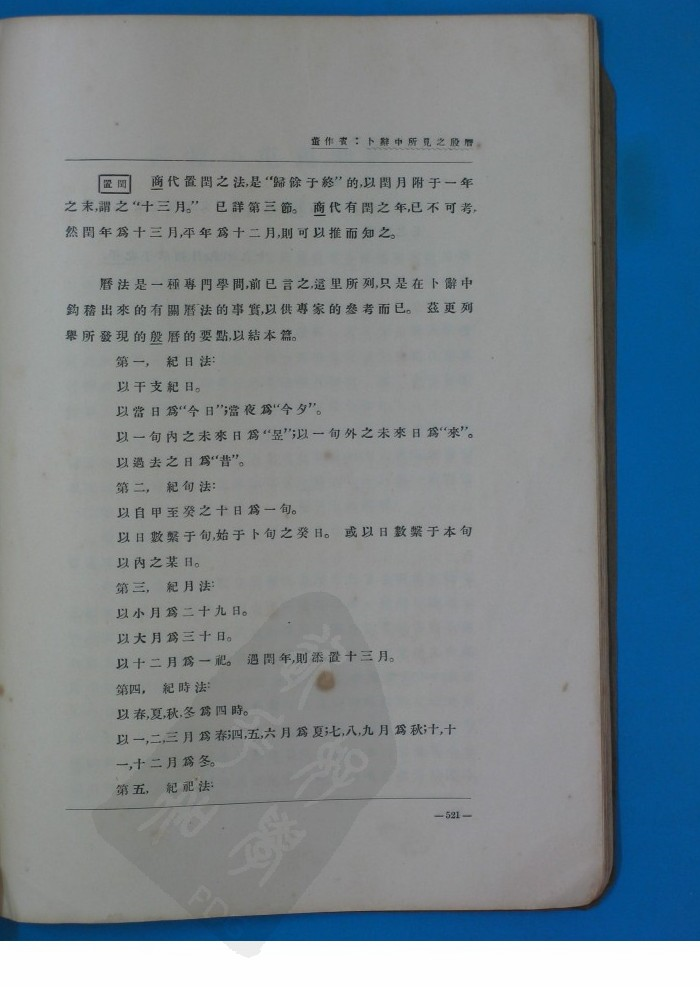 董作賓：卜辭中所見之殷曆
置閏 商代置閏之法,是“歸餘于終”的,以閏月附于一年
之末,謂之“十三月。” 已詳第三節。 商代有閏之年,已不可考,
然閏年爲十三月,平年爲十二月,則可以推而知之。
曆法是一種專門學問,前已言之,這里所列,只是在卜辭中
鈎稽出來的有關曆法的事實,以供專家的參考而已。 茲更列
舉所發現的殷曆的要點,以結本篇。
第一, 紀日法:
以干支紀日。
以當日爲“今日”;當夜爲“今夕”。
以一旬內之未來日爲“昱”;以一旬外之未來日爲“來”。
以過去之日爲“昔”。
第二, 紀旬法:
以自甲至癸之十日爲一旬。
以日數繫于旬,始于卜旬之癸日。 或以日數繫于本旬
以內之某日。
第三, 紀月法:
以小月爲二十九日。
以大月爲三十日。
以十二月爲一祀。 遇閏年,則添置十三月。
第四, 紀時法:
以春,夏,秋,冬爲四時。
以一,二,三月爲春;四,五,六月爲夏;七,八,九月爲秋;十,十
一,十二月爲冬。
第五, 紀祀法:
— 521 —